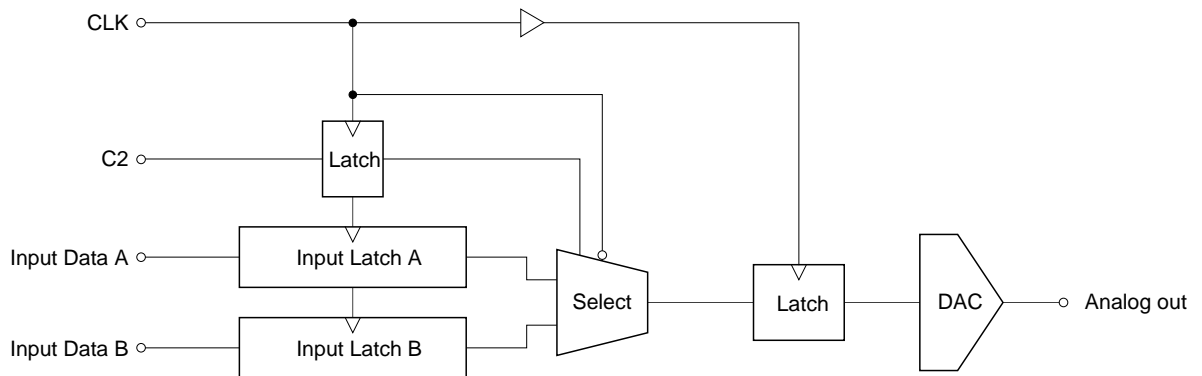 CLK
C2
Latch
Input Data A
Input Latch A
Select
Latch
DAC
Analog out
Input Data B
Input Latch B